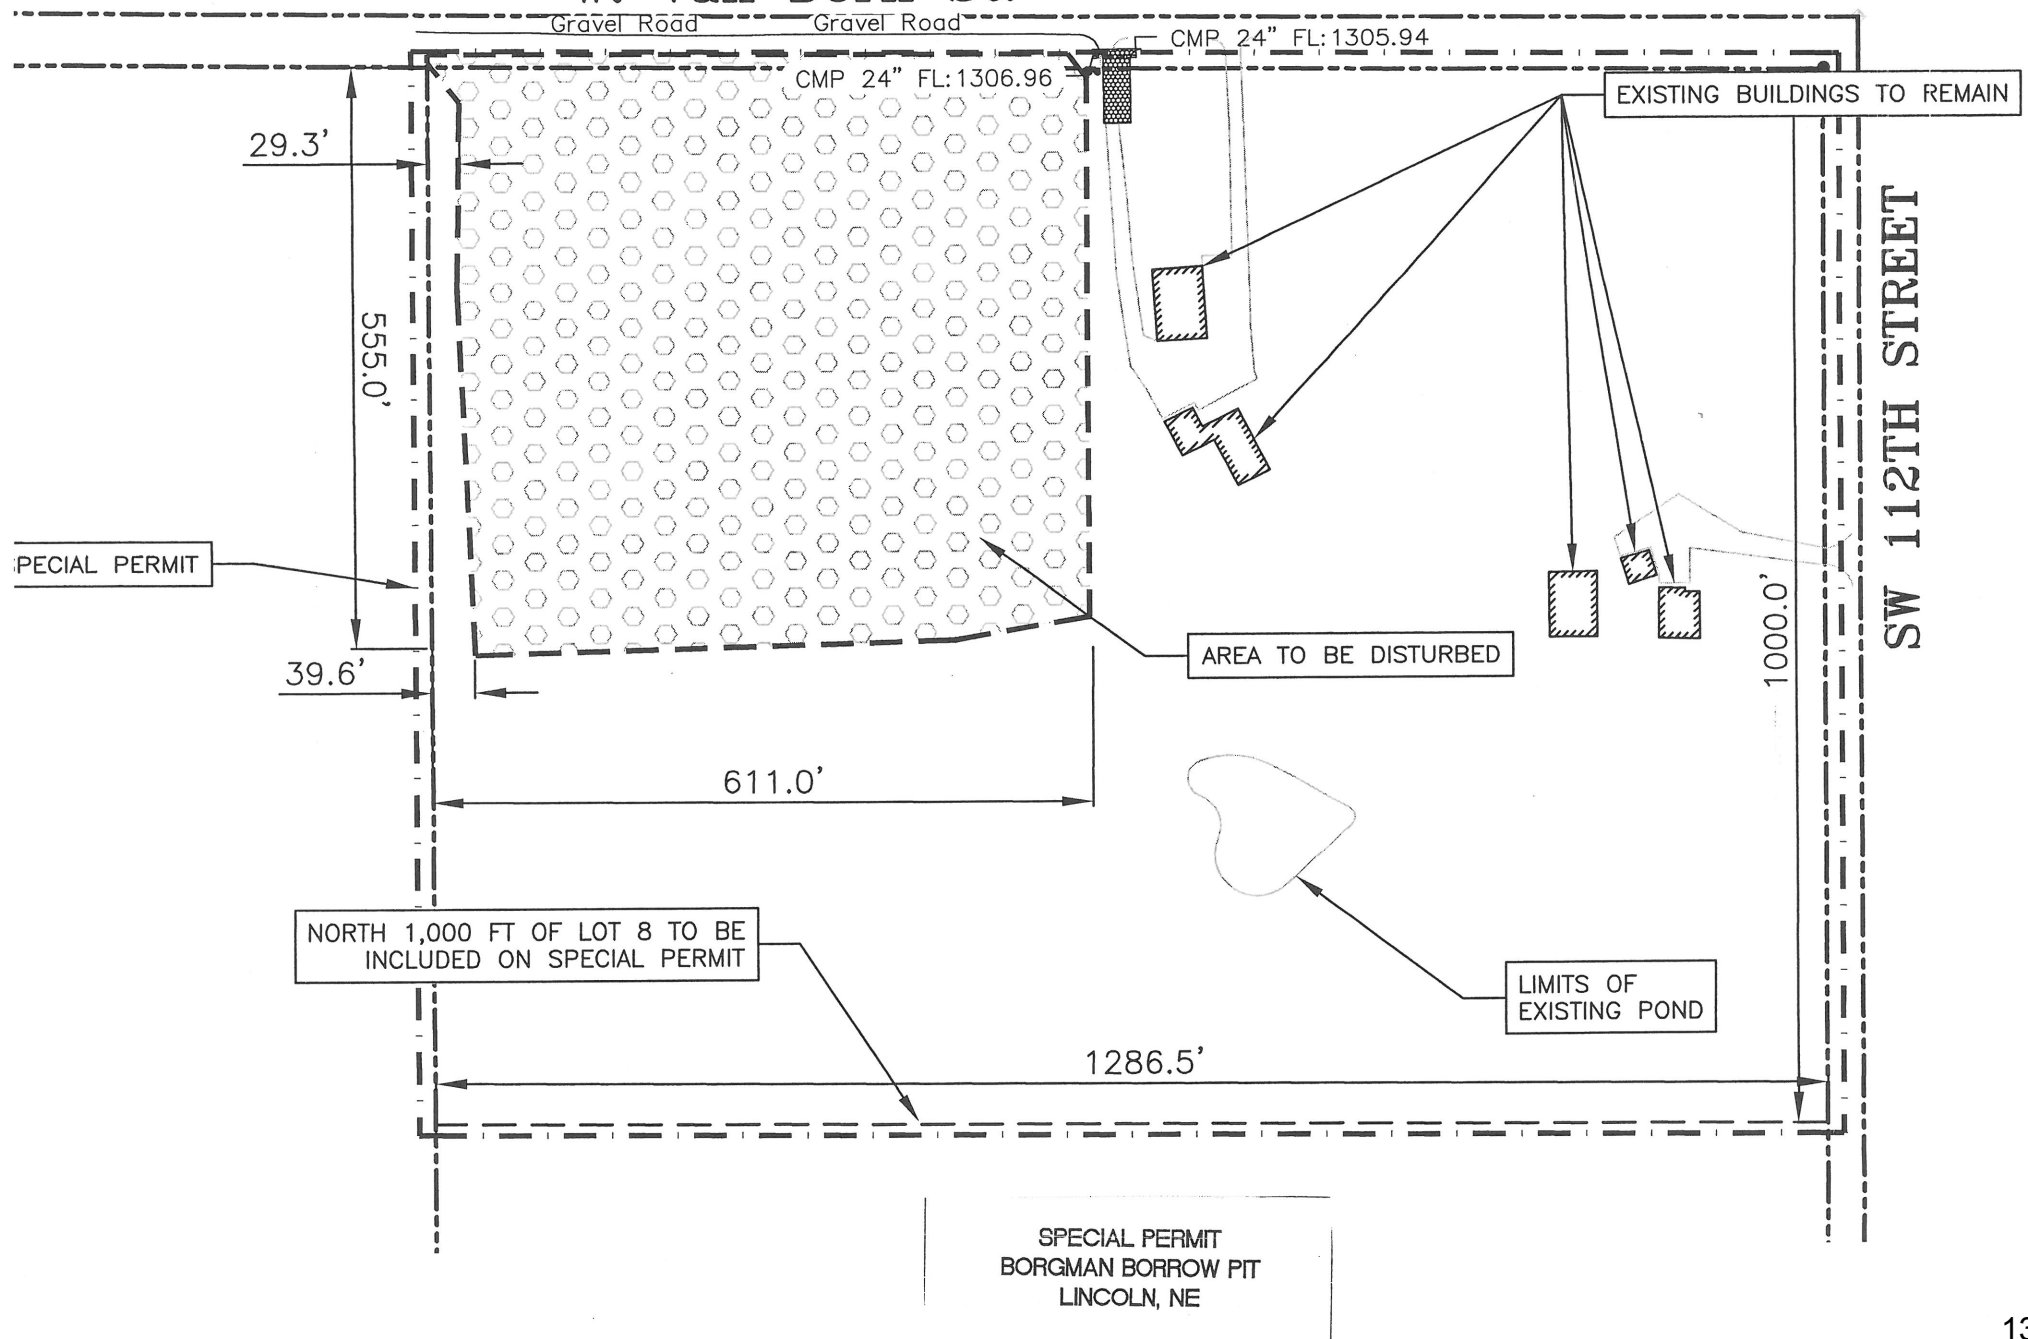 Gravel Road Gravel Road
CMP 24" FL:1305.94
CMP 24" FL:1306.96
EXISTING BUILDINGS TO REMAIN
29.3'
555.0'
SW 112TH STREET
PECIAL PERMIT
39.6'
AREA TO BE DISTURBED
1000.0'
611.0'
NORTH 1,000 FT OF LOT 8 TO BE
INCLUDED ON SPECIAL PERMIT
LIMITS OF
EXISTING POND
1286.5'
SPECIAL PERMIT
BORGMAN BORROW PIT
LINCOLN, NE
13